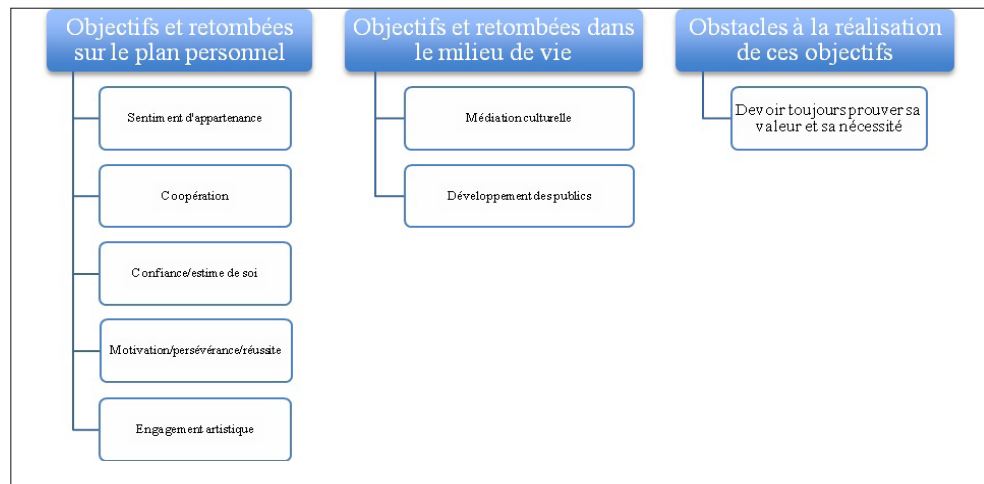 Objectifs et retombées
sur le plan personnel
Sentiment d'appartenance
Coopération
Confiance/estime de soi
Motivation/persévérance/réussite
Engagement artistique
Objectifs et retombées dans
le milieu de vie
Médiation culturelle
Développement des publics
Obstacles à la réalisation
de ces objectifs
Devoir toujours prouver sa
valeur et sa nécessité